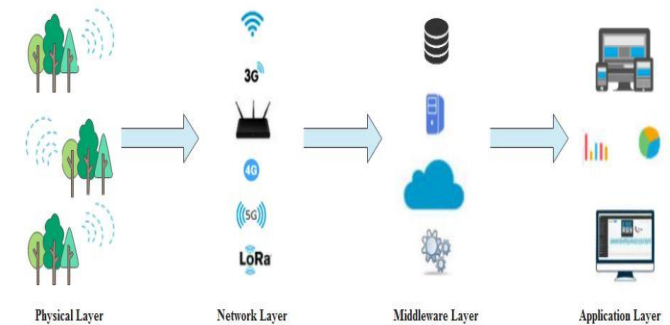 3G
4G
5G
LoRa
Physical Layer
Network Layer
Middleware Layer
Application Layer